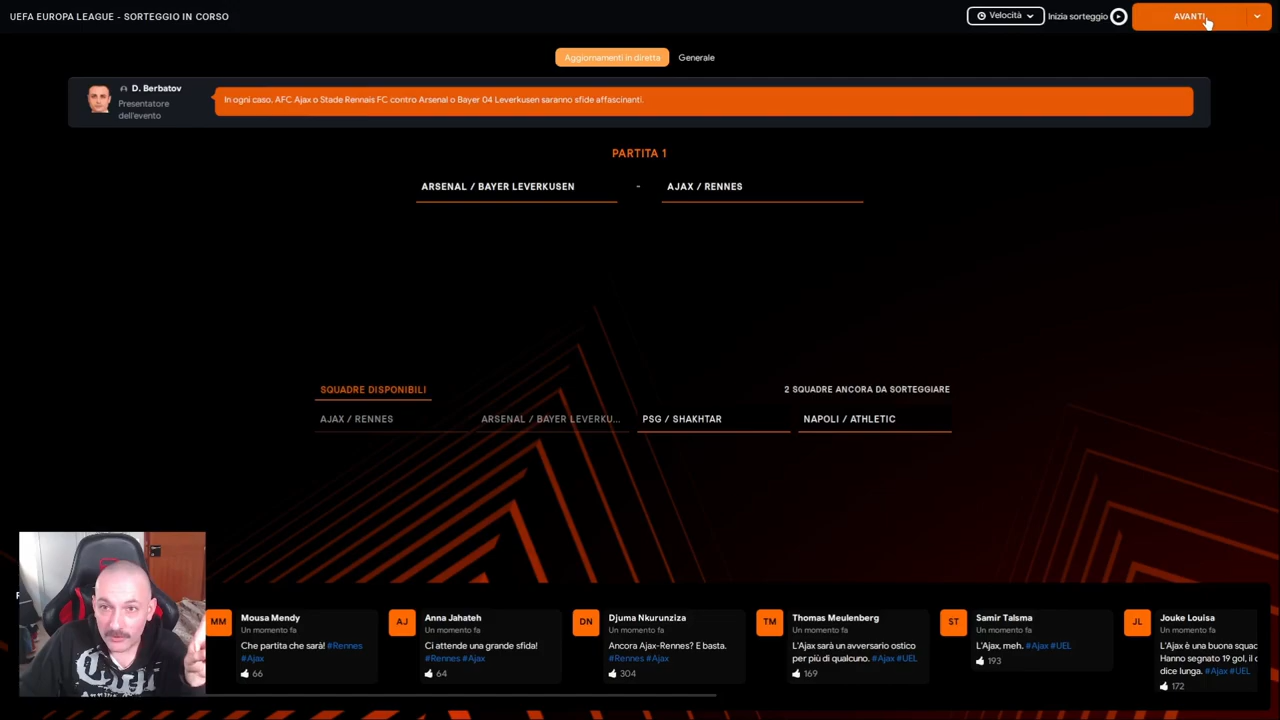 UEFA EUROPA LEAGUE - SORTEGGIO IN CORSO
Velocità
Inizia sorteggio
AVANTI
Aggiornamenti in diretta
Generale
D. Berbatov
Presentatore
dell'evento
In ogni caso, AFC Ajax o Stade Rennais FC contro Arsenal o Bayer 04 Leverkusen saranno sfide affascinanti.
PARTITA 1
ARSENAL / BAYER LEVERKUSEN - AJAX / RENNES
SQUADRE DISPONIBILI
2 SQUADRE ANCORA DA SORTEGGIARE
AJAX / RENNES
ARSENAL / BAYER LEVERKU...
PSG / SHAKHTAR
NAPOLI / ATHLETIC
MM
Mousa Mendy
Un momento fa
Che partita che sarà! #Rennes
#Ajax
66
AJ
Anna Jahateh
Un momento fa
Ci attende una grande sfida!
#Rennes #Ajax
64
DN
Djuma Nkurunziza
Un momento fa
Ancora Ajax-Rennes? E basta.
#Rennes #Ajax
304
TM
Thomas Meulenberg
Un momento fa
L'Ajax sarà un avversario ostico
per più di qualcuno. #Ajax #UEL
169
ST
Samir Talsma
Un momento fa
L'Ajax, meh. #Ajax #UEL
193
JL
Jouke Louisa
Un momento fa
L'Ajax è una buona squad
Hanno segnato 19 gol, il c
dice lunga. #Ajax #UEL
172